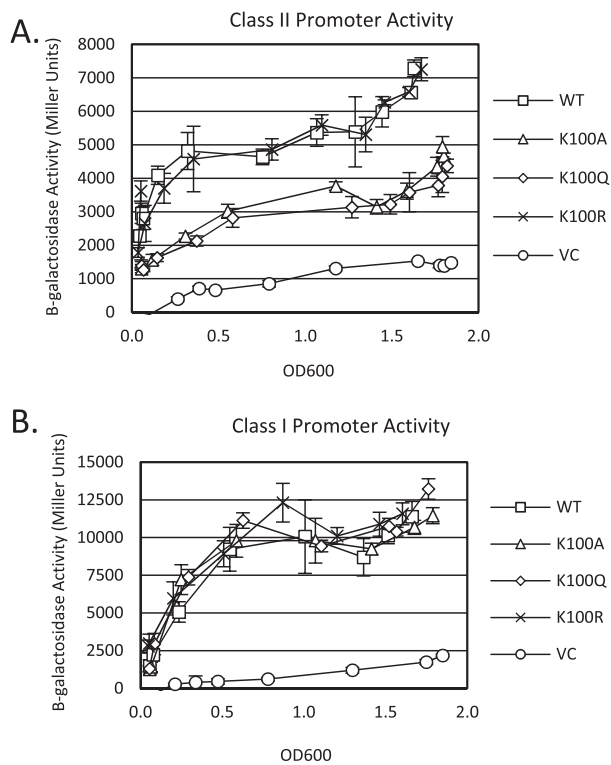 A.
Class II Promoter Activity
B-galactosidase Activity (Miller Units)
8000
7000
6000
5000
4000
3000
2000
1000
0
0.0
0.5
1.0
1.5
2.0
OD600
WT
K100A
K100Q
K100R
VC
B.
Class I Promoter Activity
B-galactosidase Activity (Miller Units)
15000
12500
10000
7500
5000
2500
0
0.0
0.5
1.0
1.5
2.0
OD600
WT
K100A
K100Q
K100R
VC